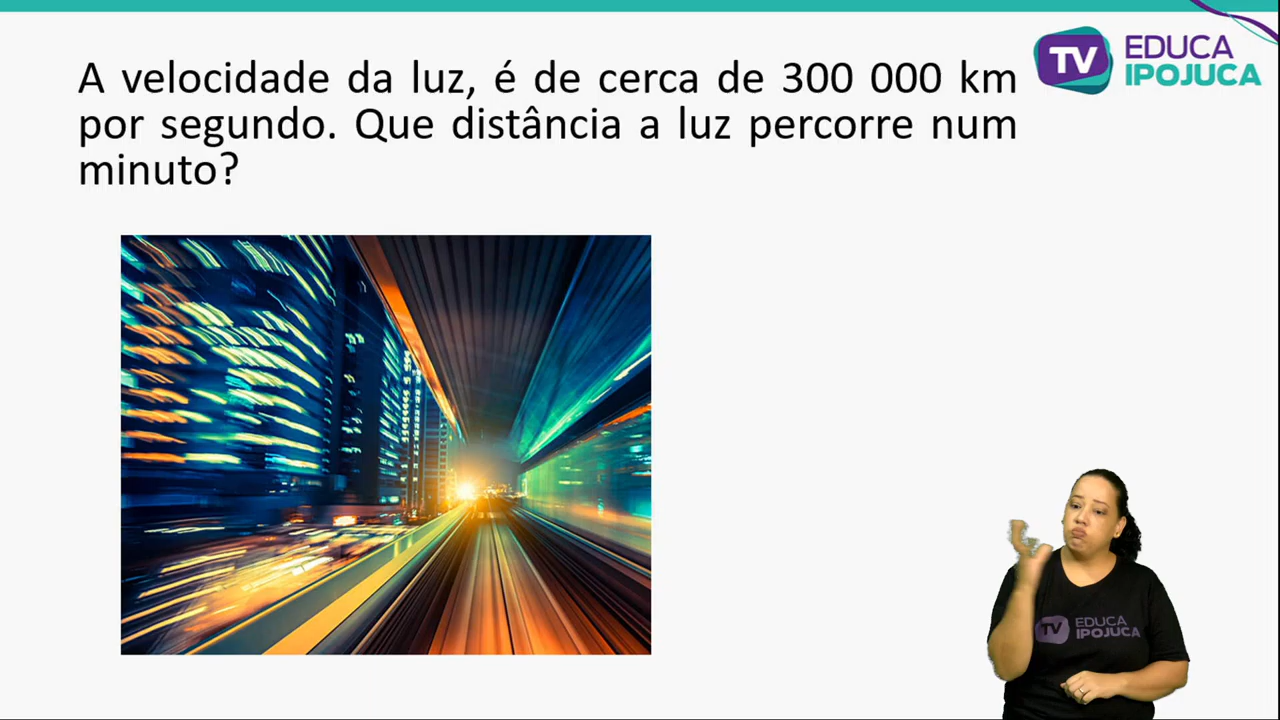 A velocidade da luz, é de cerca de 300 000 km
por segundo. Que distância a luz percorre num
minuto?
TV EDUCA
IPOJUCA
TV EDUCA
IPOJUCA